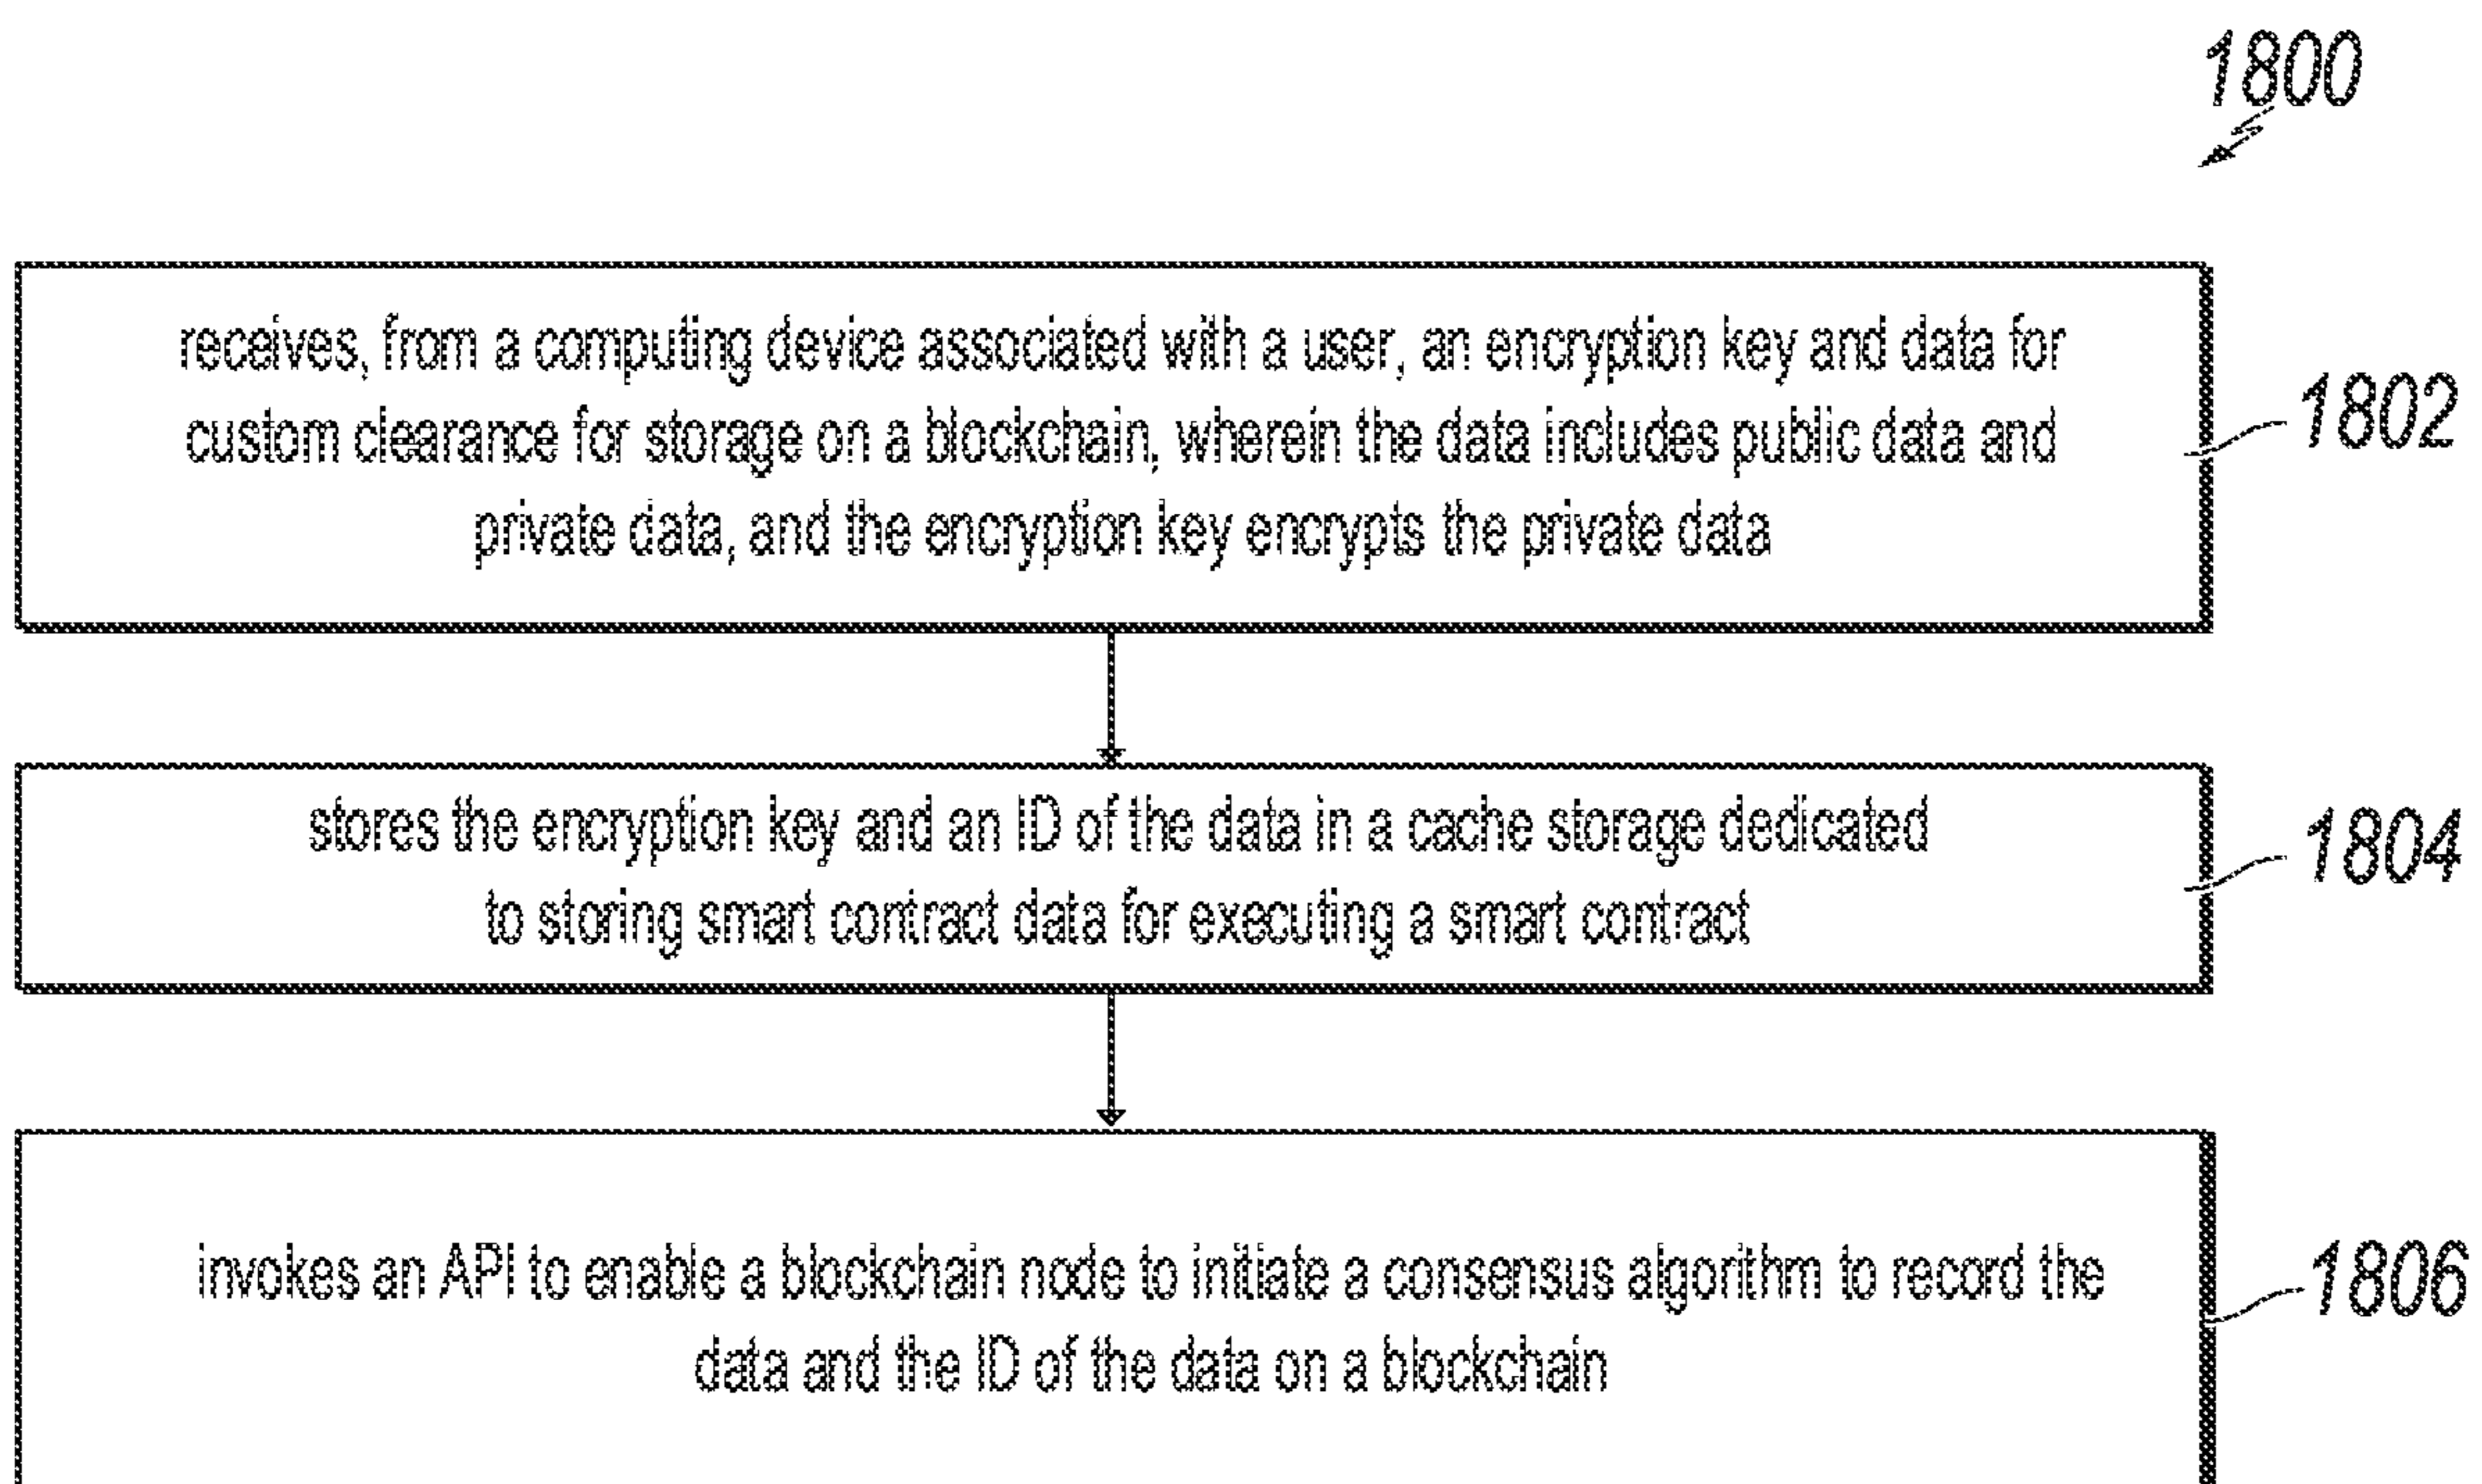 1800
receives, from a computing device associated with a user, an encryption key and data for
custom clearance for storage on a blockchain, wherein the data includes public data and
private data, and the encryption key encrypts the private data
1802
stores the encryption key and an ID of the data in a cache storage dedicated
to storing smart contract data for executing a smart contract
1804
invokes an API to enable a blockchain node to initiate a consensus algorithm to record the
data and the ID of the data on a blockchain
1806